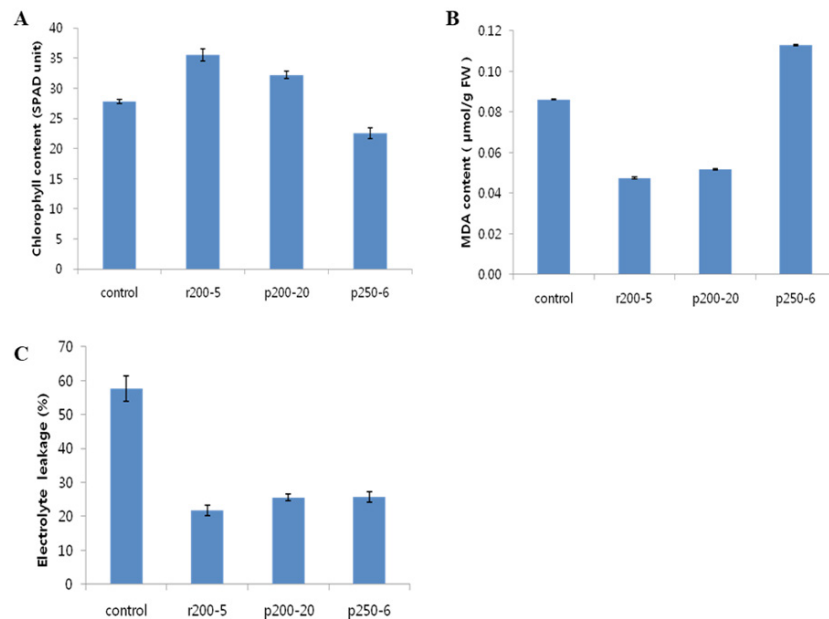 A
Chlorophyll content (SPAD unit)
40
35
30
25
20
15
10
5
0
control r200-5 p200-20 p250-6
B
MDA content ( μmol/g FW )
0.12
0.10
0.08
0.06
0.04
0.02
0.00
control r200-5 p200-20 p250-6
C
Electrolyte leakage (%)
70
60
50
40
30
20
10
0
control r200-5 p200-20 p250-6